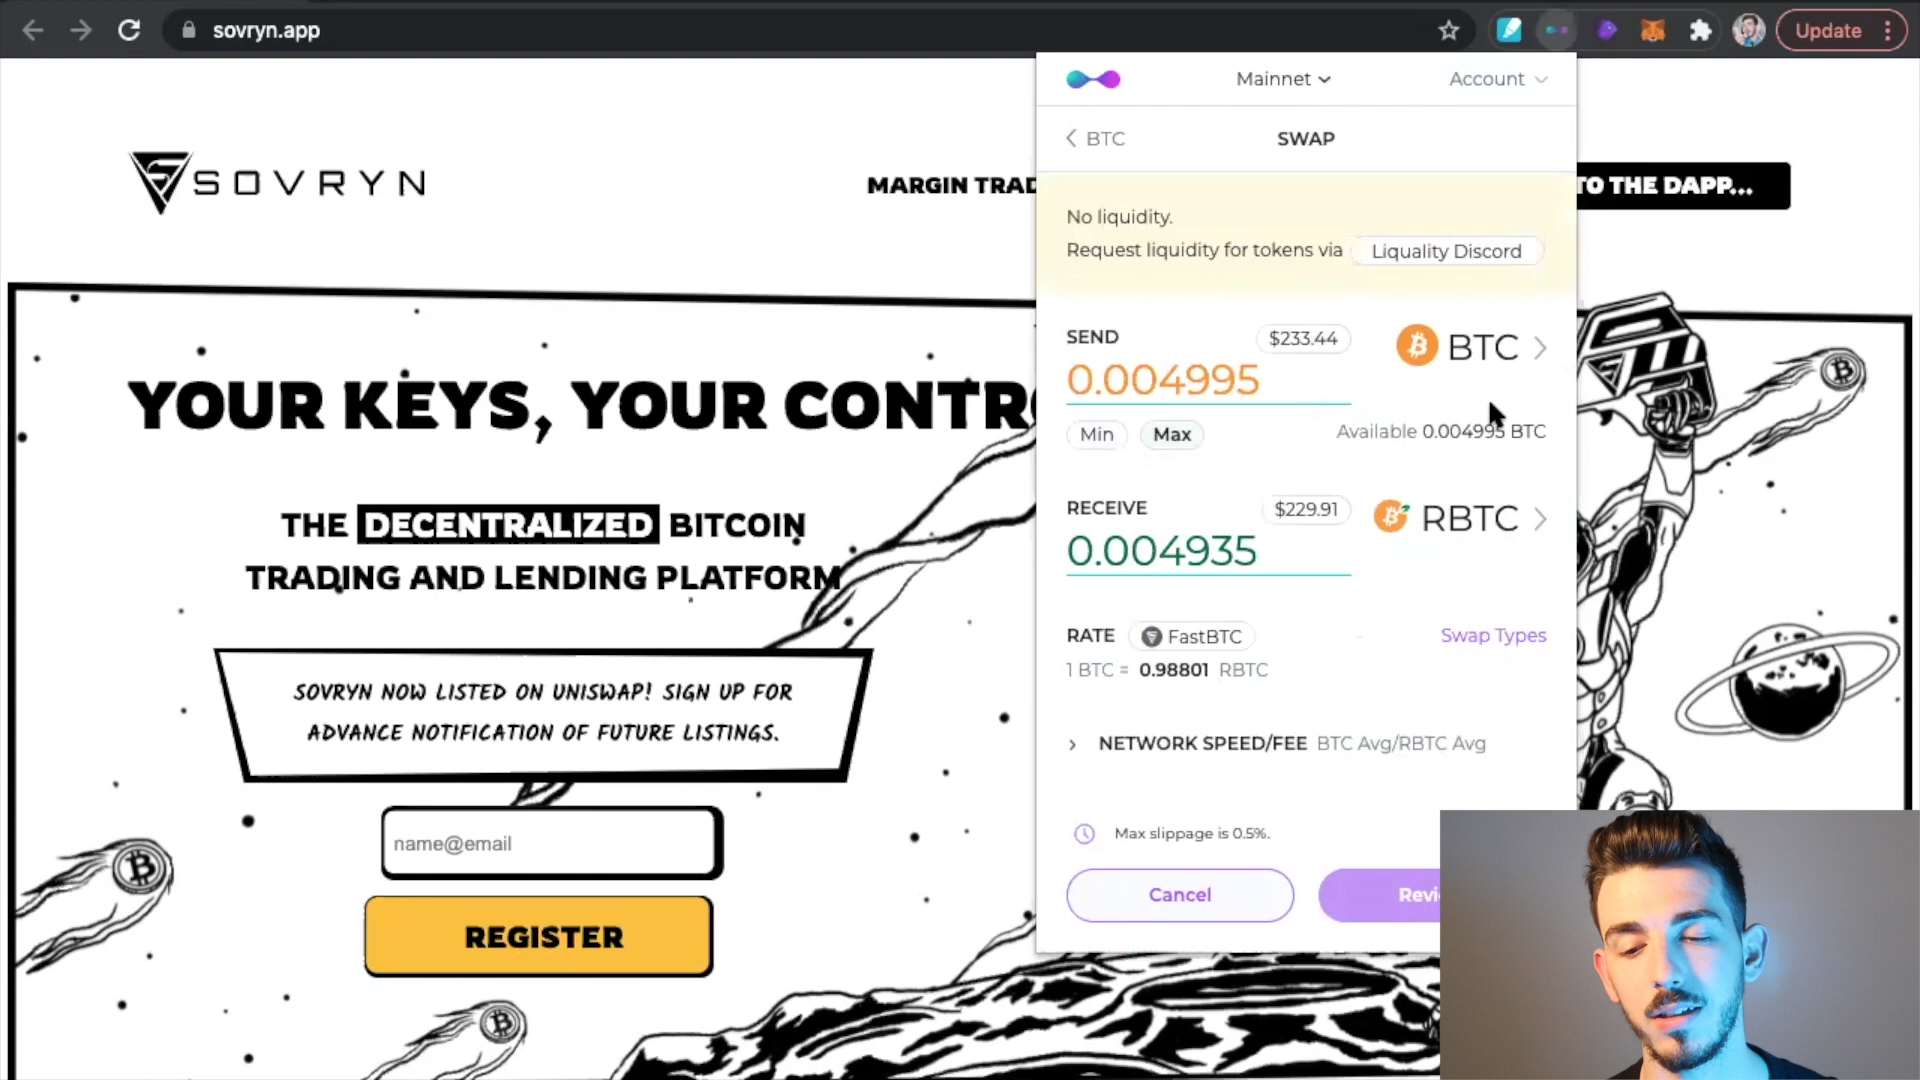 sovryn.app
Update
SOVRYN
MARGIN TRAD
TO THE DAPP...
YOUR KEYS, YOUR CONTRO
THE DECENTRALIZED BITCOIN
TRADING AND LENDING PLATFORM
SOVRYN NOW LISTED ON UNISWAP! SIGN UP FOR
ADVANCE NOTIFICATION OF FUTURE LISTINGS.
name@email
REGISTER
Mainnet
Account
BTC
SWAP
No liquidity.
Request liquidity for tokens via Liquality Discord
SEND
$233.44
BTC
0.004995
Min
Max
Available 0.004995 BTC
RECEIVE
$229.91
RBTC
0.004935
RATE
FastBTC
Swap Types
1 BTC = 0.98801 RBTC
NETWORK SPEED/FEE BTC Avg/RBTC Avg
Max slippage is 0.5%.
Cancel
Revi